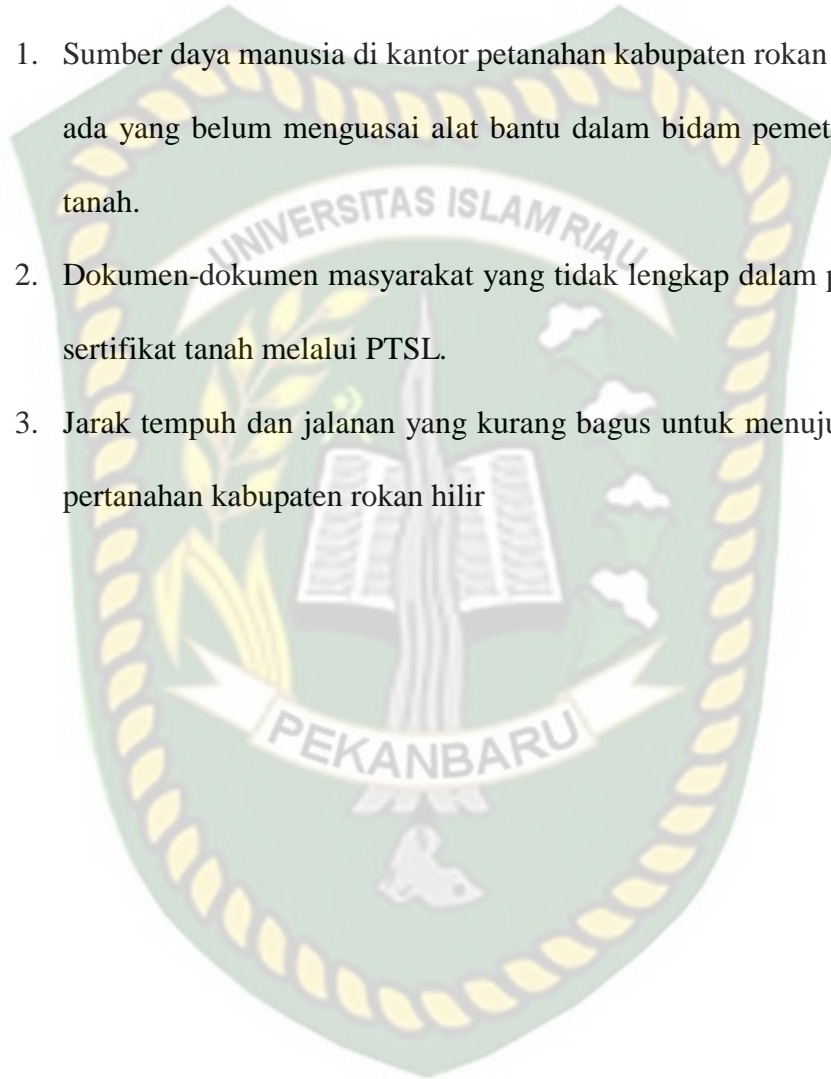 1. Sumber daya manusia di kantor petanahan kabupaten rokan
ada yang belum menguasai alat bantu dalam bidam pemet
tanah.
UNIVERSITAS ISLAM RIAU
2. Dokumen-dokumen masyarakat yang tidak lengkap dalam p
sertifikat tanah melalui PTSL.
3. Jarak tempuh dan jalanan yang kurang bagus untuk menuju
pertanahan kabupaten rokan hilir
PEKANBARU